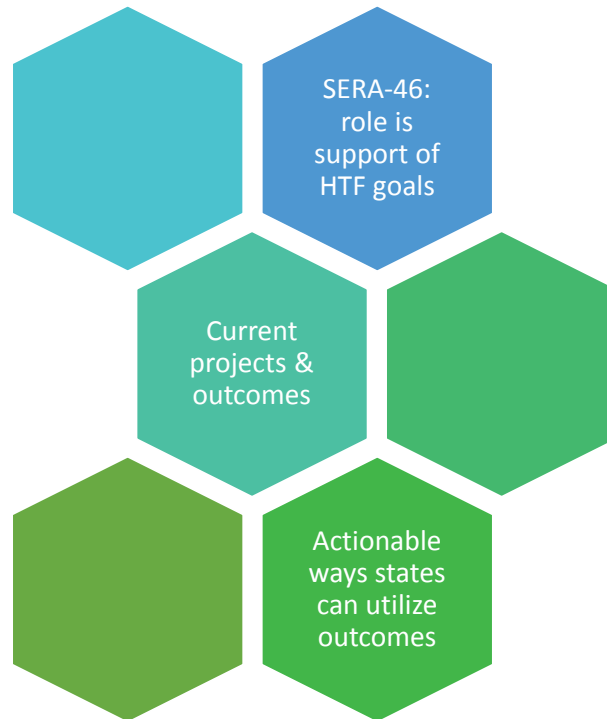 SERA-46:
role is
support of
HTF goals
Current
projects &
outcomes
Actionable
ways states
can utilize
outcomes